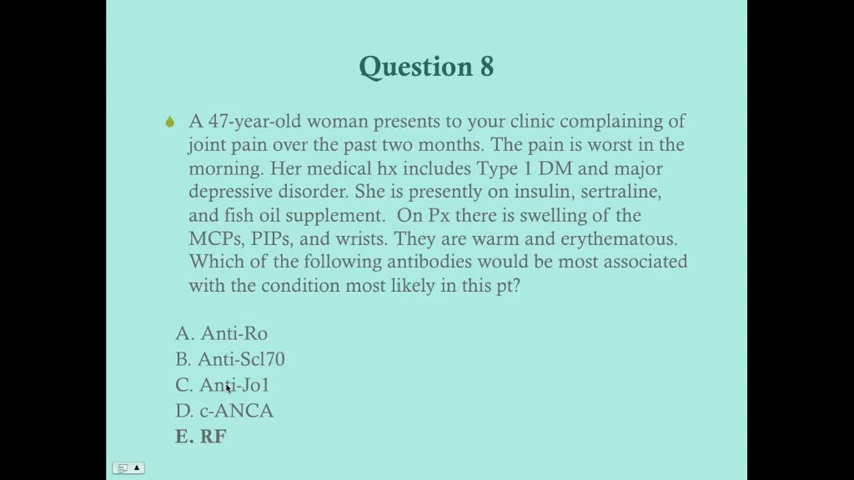 Question 8
A 47-year-old woman presents to your clinic complaining of
joint pain over the past two months. The pain is worst in the
morning. Her medical hx includes Type 1 DM and major
depressive disorder. She is presently on insulin, sertraline,
and fish oil supplement. On Px there is swelling of the
MCPs, PIPs, and wrists. They are warm and erythematous.
Which of the following antibodies would be most associated
with the condition most likely in this pt?
A. Anti-Ro
B. Anti-Scl70
C. Anti-Jo1
D. c-ANCA
E. RF